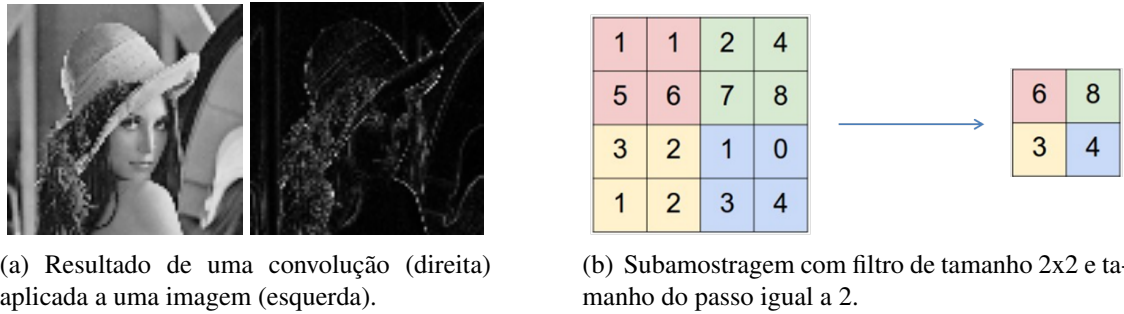 1 1 2 4
5 6 7 8
3 2 1 0
1 2 3 4
6 8
3 4
(a) Resultado de uma convolução (direita)
aplicada a uma imagem (esquerda).
(b) Subamostragem com filtro de tamanho 2x2 e ta-
manho do passo igual a 2.